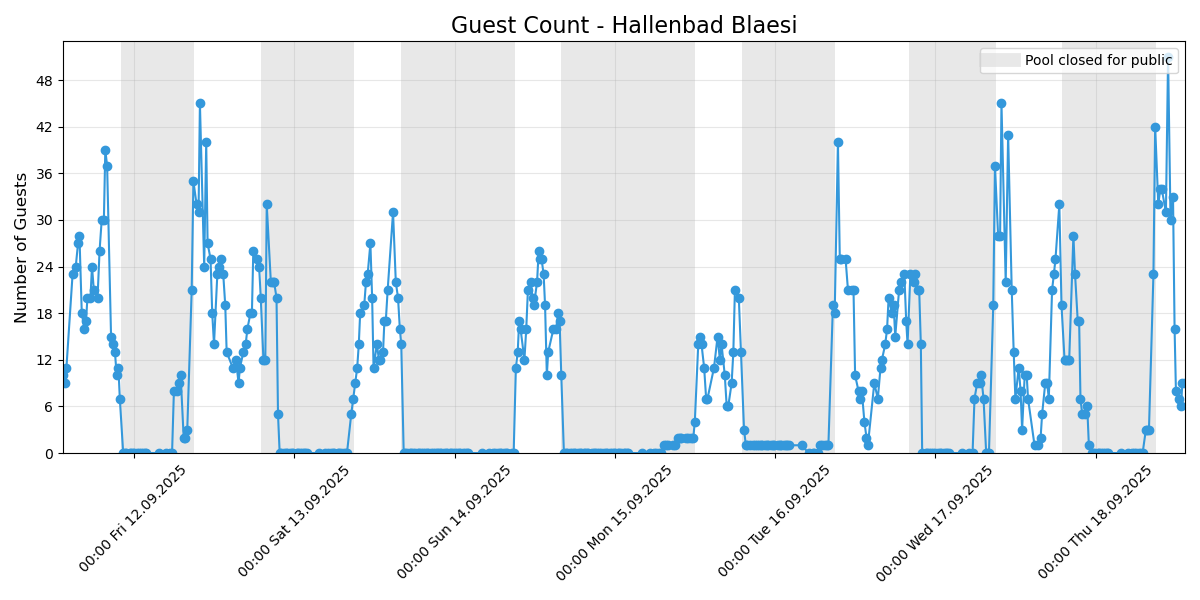 Guest Count - Hallenbad Blaesi
Pool closed for public
Number of Guests
48
42
36
30
24
18
12
6
0
00:00 Fri 12.09.2025
00:00 Sat 13.09.2025
00:00 Sun 14.09.2025
00:00 Mon 15.09.2025
00:00 Tue 16.09.2025
00:00 Wed 17.09.2025
00:00 Thu 18.09.2025